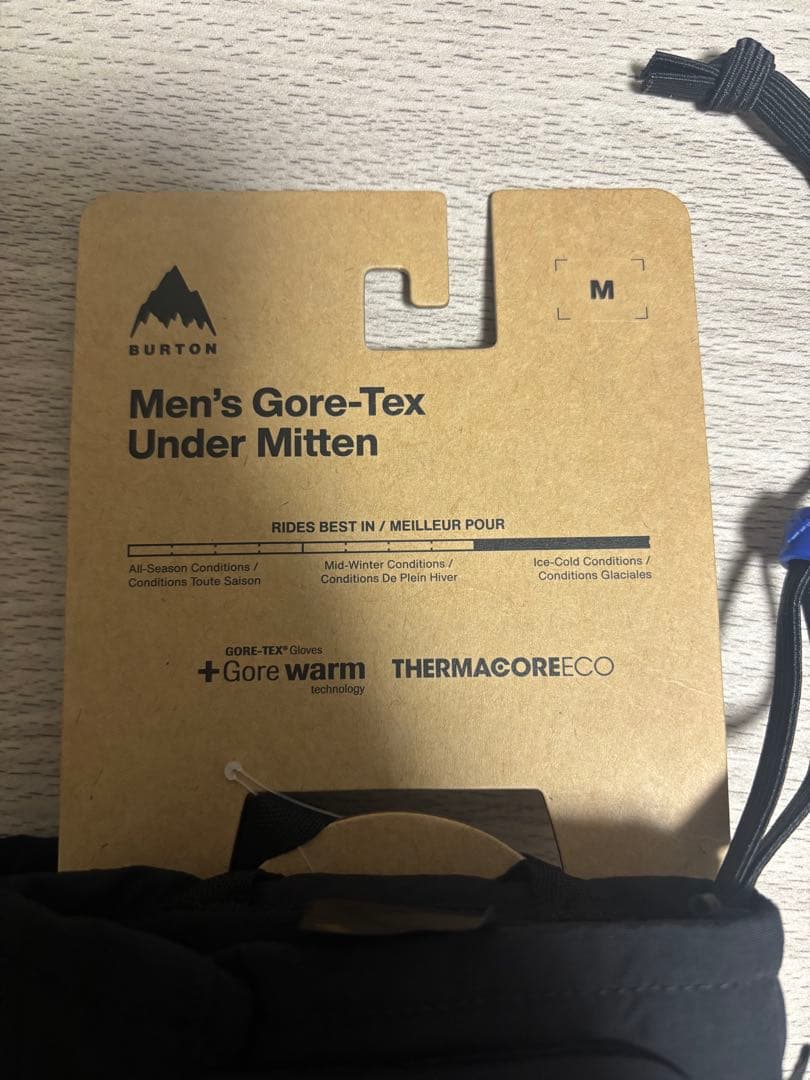 BURTON
M
Men's Gore-Tex
Under Mitten
RIDES BEST IN / MEILLEUR POUR
All-Season Conditions /
Conditions Toute Saison
Mid-Winter Conditions /
Conditions De Plein Hiver
Ice-Cold Conditions /
Conditions Glaciales
GORE-TEX® Gloves
+Gore warm
technology
THERMACOREECO